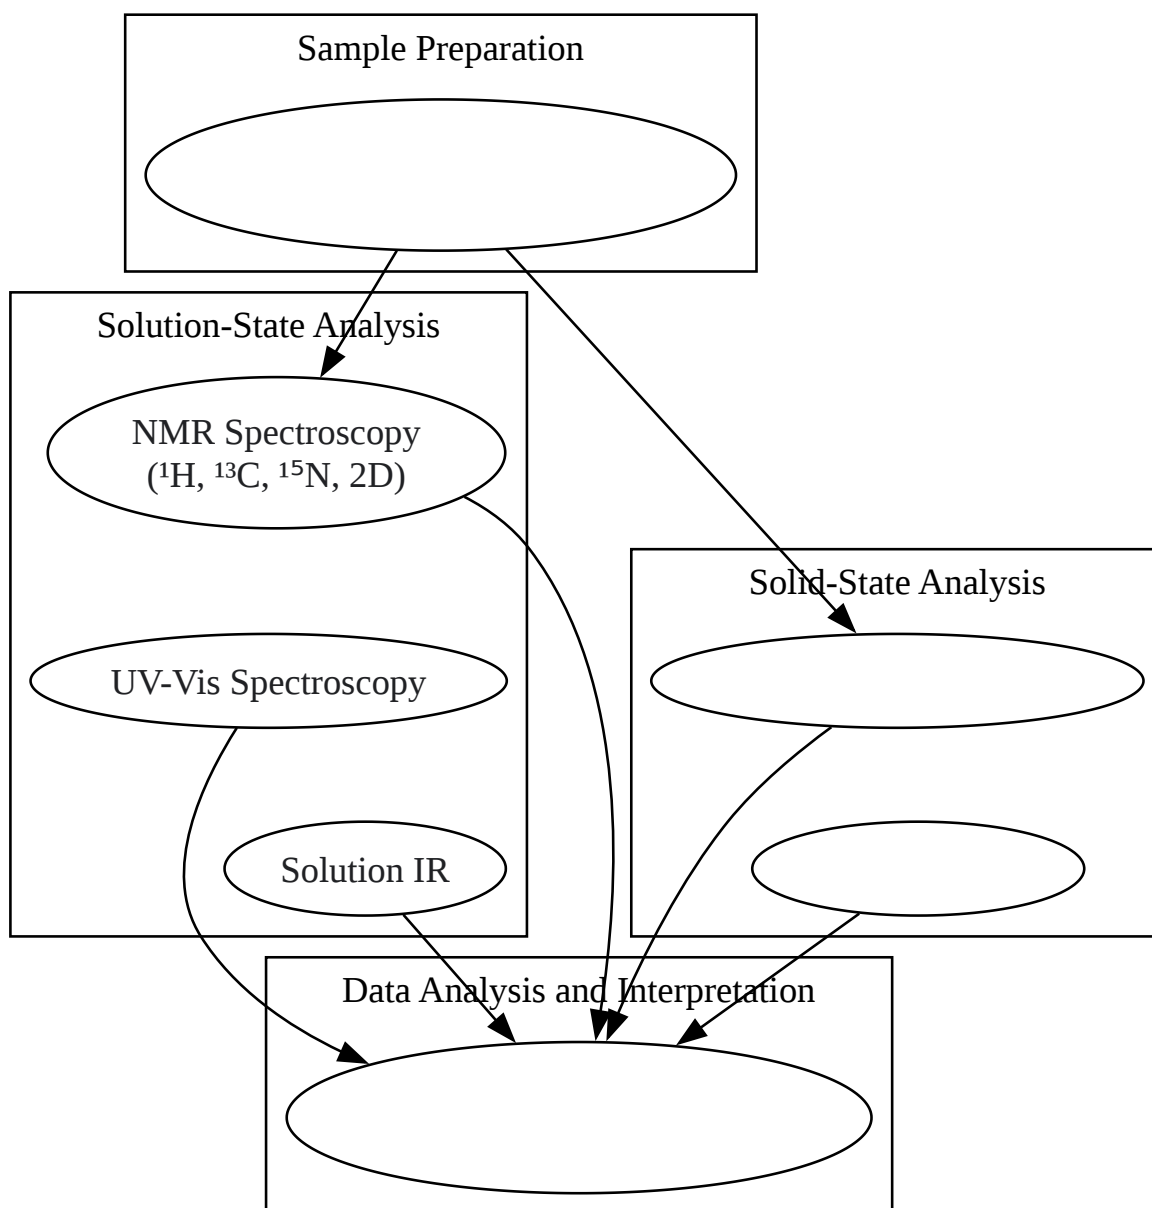 Sample Preparation
Solution-State Analysis
NMR Spectroscopy
(¹H, ¹³C, ¹⁵N, 2D)
Solid-State Analysis
UV-Vis Spectroscopy
Solution IR
Data Analysis and Interpretation